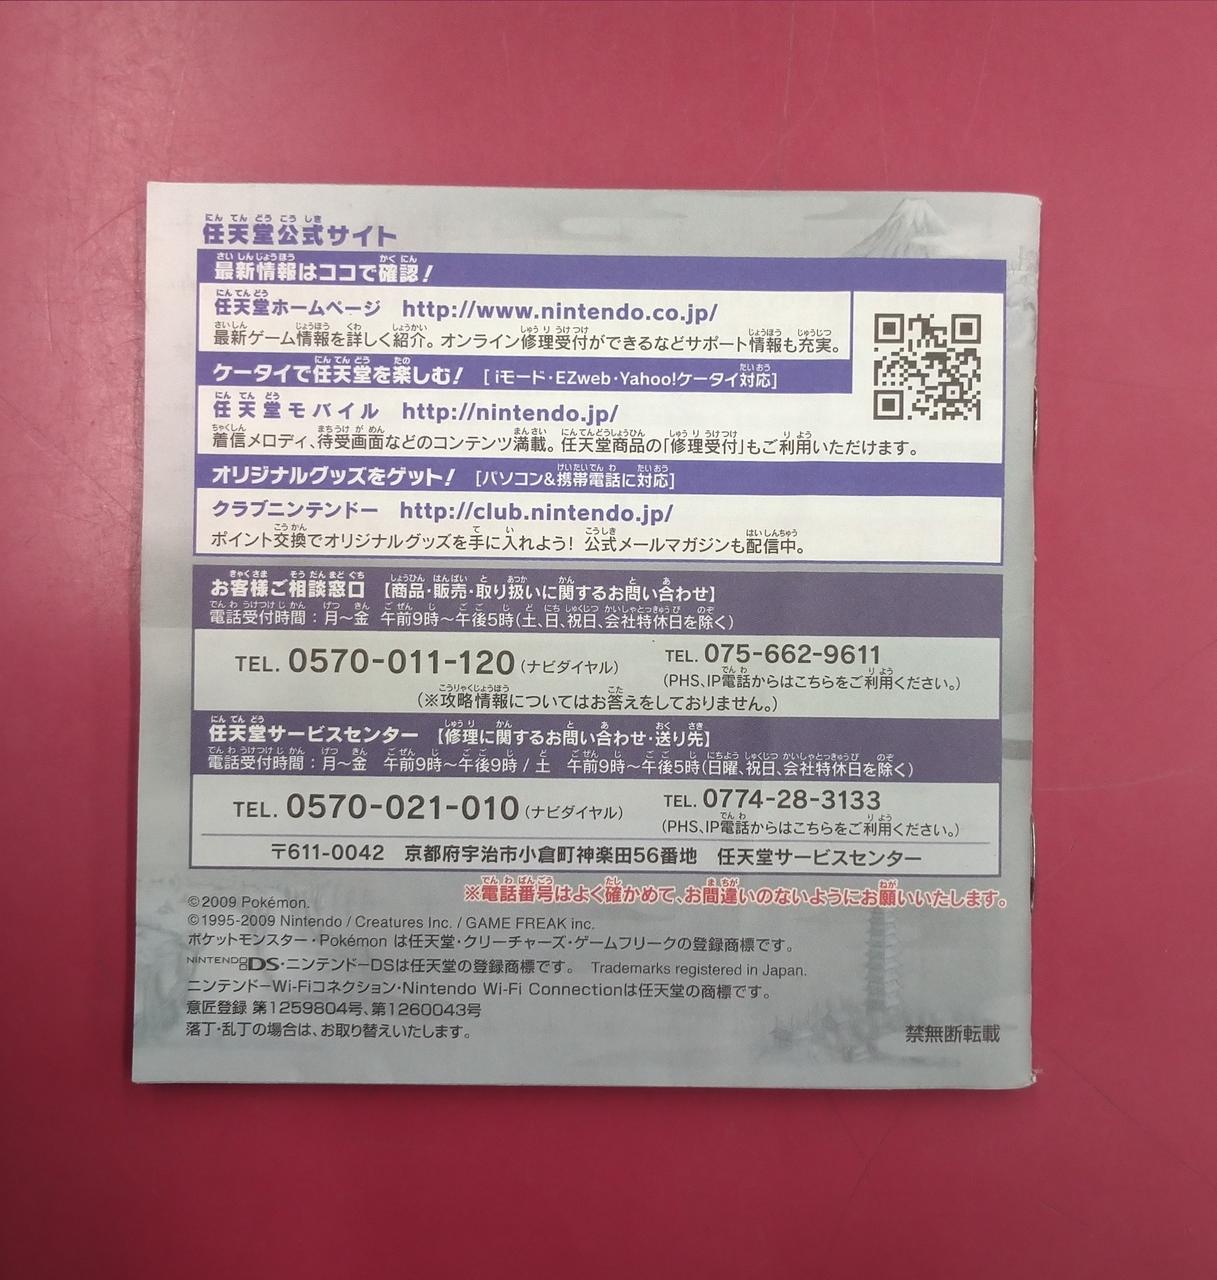 任天堂公式サイト
最新情報はココで確認！
任天堂ホームページ http://www.nintendo.co.jp/
最新ゲーム情報を詳しく紹介。オンライン修理受付ができるなどサポート情報も充実。
ケータイで任天堂を楽しむ！ [ iモード・EZweb・Yahoo!ケータイ対応]
任天堂モバイル http://nintendo.jp/
着信メロディ、待受画面などのコンテンツ満載。任天堂商品の「修理受付」もご利用いただけます。
オリジナルグッズをゲット！ [パソコン&携帯電話に対応]
クラブニンテンドー http://club.nintendo.jp/
ポイント交換でオリジナルグッズを手に入れよう！ 公式メールマガジンも配信中。
お客様ご相談窓口 【商品・販売・取り扱いに関するお問い合わせ】
電話受付時間：月〜金 午前9時〜午後5時（土、日、祝日、会社特休日を除く）
TEL. 0570-011-120（ナビダイヤル） TEL. 075-662-9611
（PHS、IP電話からはこちらをご利用ください。）
（※攻略情報についてはお答えをしておりません。）
任天堂サービスセンター 【修理に関するお問い合わせ・送り先】
電話受付時間：月〜金 午前9時〜午後9時 / 土 午前9時〜午後5時（日曜、祝日、会社特休日を除く）
TEL. 0570-021-010（ナビダイヤル） TEL. 0774-28-3133
（PHS、IP電話からはこちらをご利用ください。）
〒611-0042 京都府宇治市小倉町神楽田56番地 任天堂サービスセンター
※電話番号はよく確かめて、お間違いのないようにお願いいたします。
©2009 Pokémon.
©1995-2009 Nintendo / Creatures Inc. / GAME FREAK inc.
ポケットモンスター・Pokémon は任天堂・クリーチャーズ・ゲームフリークの登録商標です。
NINTENDO DS・ニンテンドーDSは任天堂の登録商標です。 Trademarks registered in Japan.
ニンテンドーWi-Fiコネクション・Nintendo Wi-Fi Connectionは任天堂の商標です。
意匠登録 第1259804号、第1260043号
落丁・乱丁の場合は、お取り替えいたします。
禁無断転載